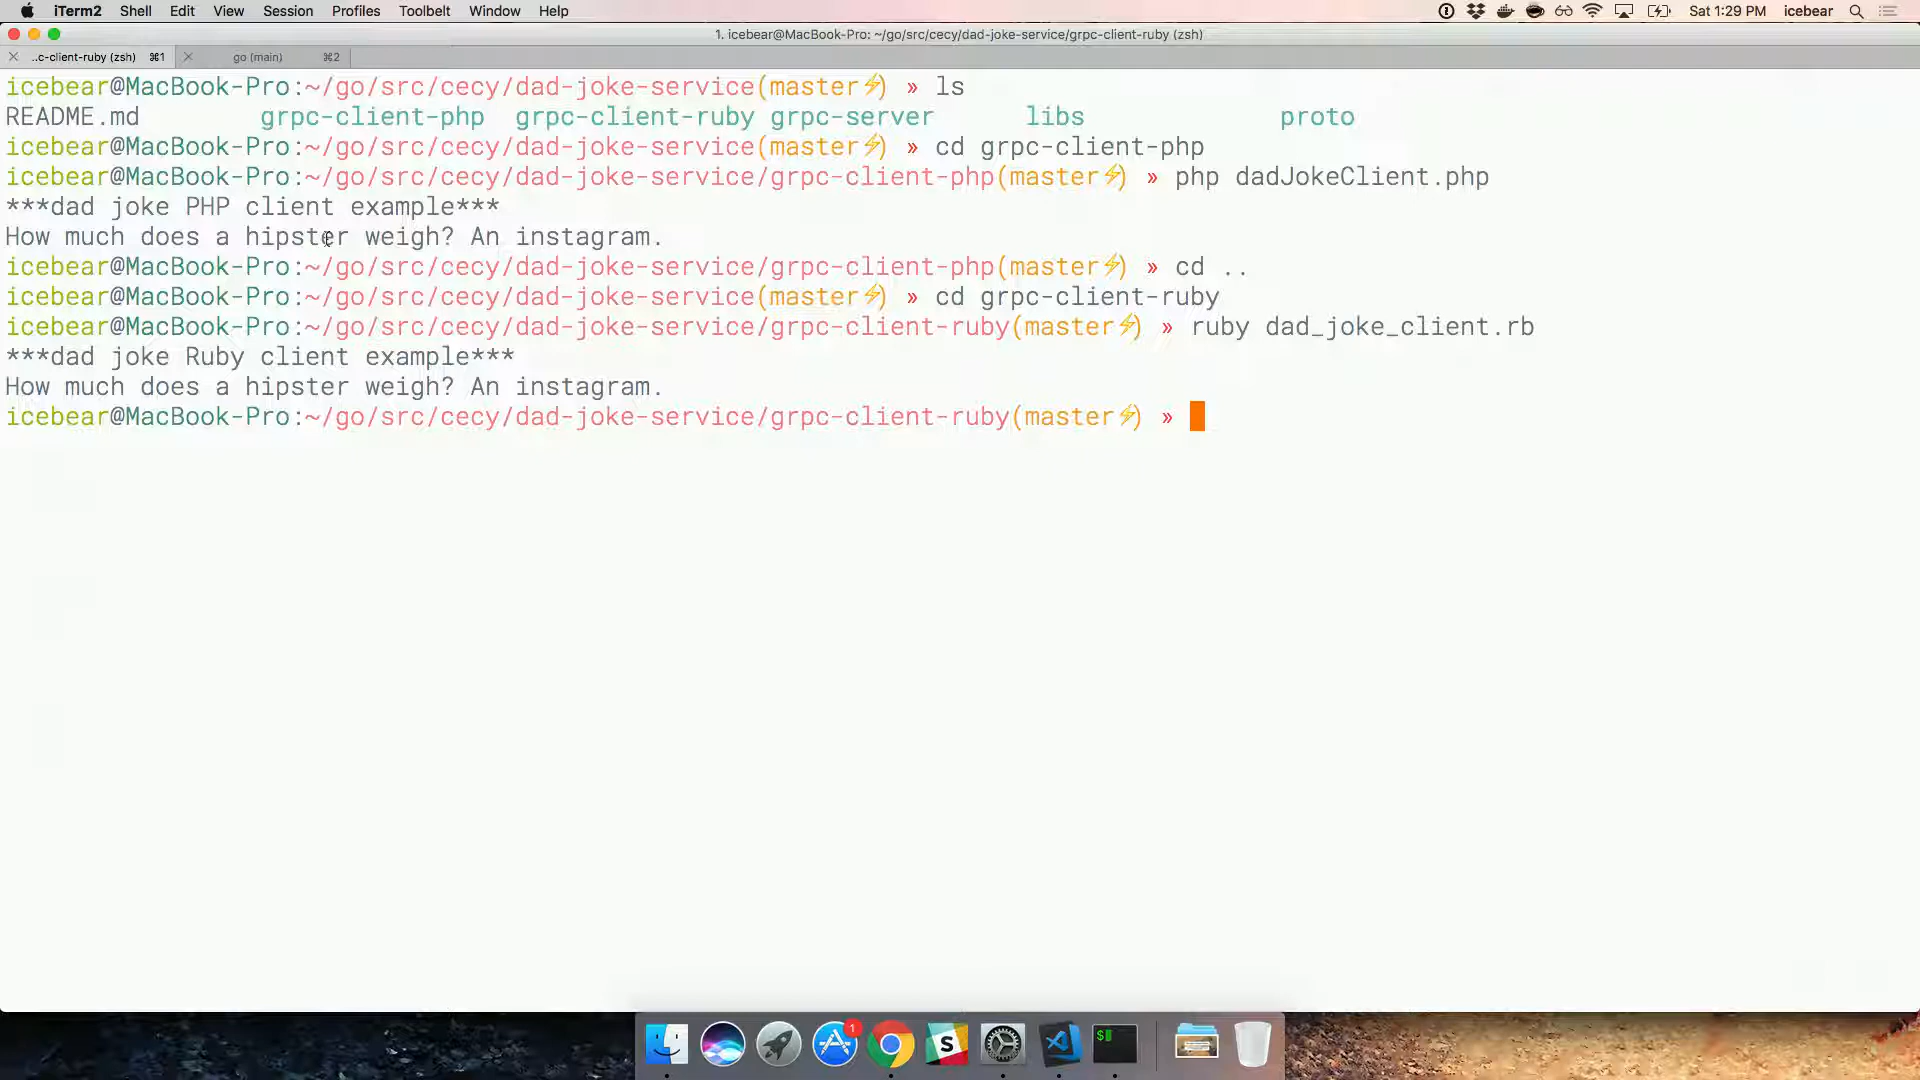 iTerm2 Shell Edit View Session Profiles Toolbelt Window Help Sat 1:29 PM icebear
1. icebear@MacBook-Pro: ~/go/src/cecy/dad-joke-service/grpc-client-ruby (zsh)
..c-client-ruby (zsh) ⌘1 go (main) ⌘2
icebear@MacBook-Pro:~/go/src/cecy/dad-joke-service(master⚡) » ls
README.md grpc-client-php grpc-client-ruby grpc-server libs proto
icebear@MacBook-Pro:~/go/src/cecy/dad-joke-service(master⚡) » cd grpc-client-php
icebear@MacBook-Pro:~/go/src/cecy/dad-joke-service/grpc-client-php(master⚡) » php dadJokeClient.php
***dad joke PHP client example***
How much does a hipster weigh? An instagram.
icebear@MacBook-Pro:~/go/src/cecy/dad-joke-service/grpc-client-php(master⚡) » cd ..
icebear@MacBook-Pro:~/go/src/cecy/dad-joke-service(master⚡) » cd grpc-client-ruby
icebear@MacBook-Pro:~/go/src/cecy/dad-joke-service/grpc-client-ruby(master⚡) » ruby dad_joke_client.rb
***dad joke Ruby client example***
How much does a hipster weigh? An instagram.
icebear@MacBook-Pro:~/go/src/cecy/dad-joke-service/grpc-client-ruby(master⚡) »
1
S
$